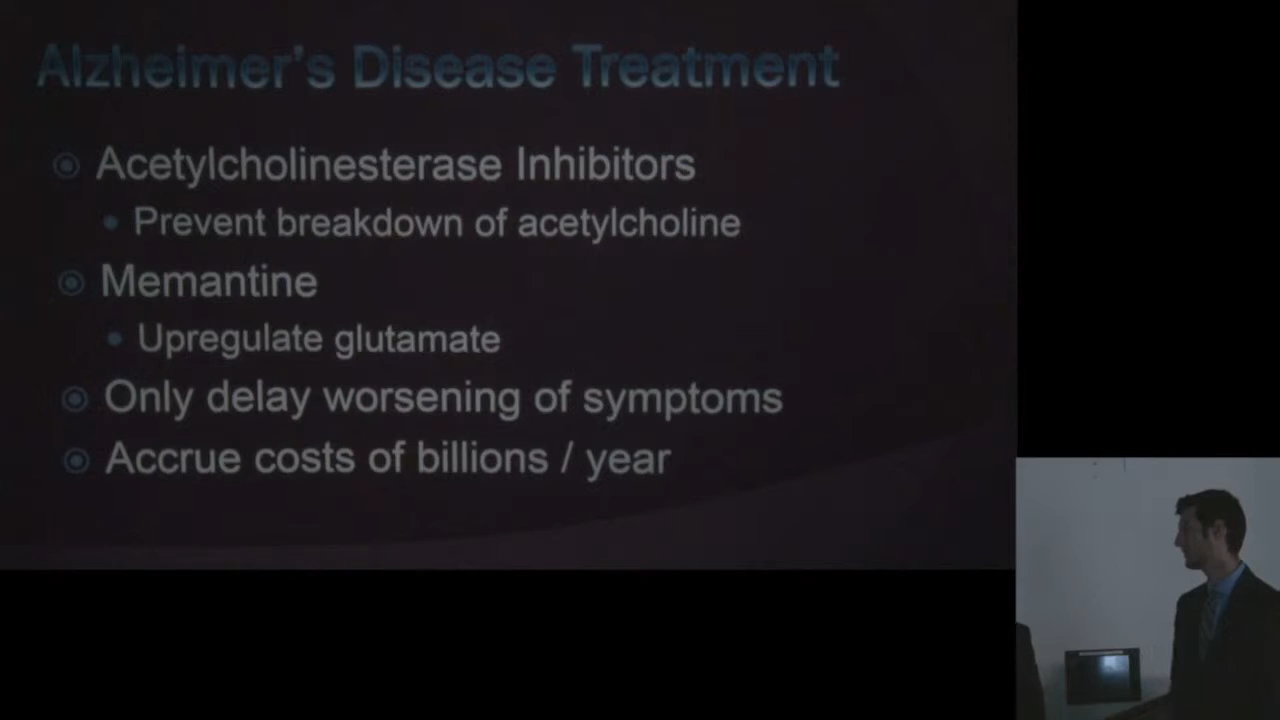 Alzheimer's Disease Treatment
Acetylcholinesterase Inhibitors
Prevent breakdown of acetylcholine
Memantine
Upregulate glutamate
Only delay worsening of symptoms
Accrue costs of billions / year